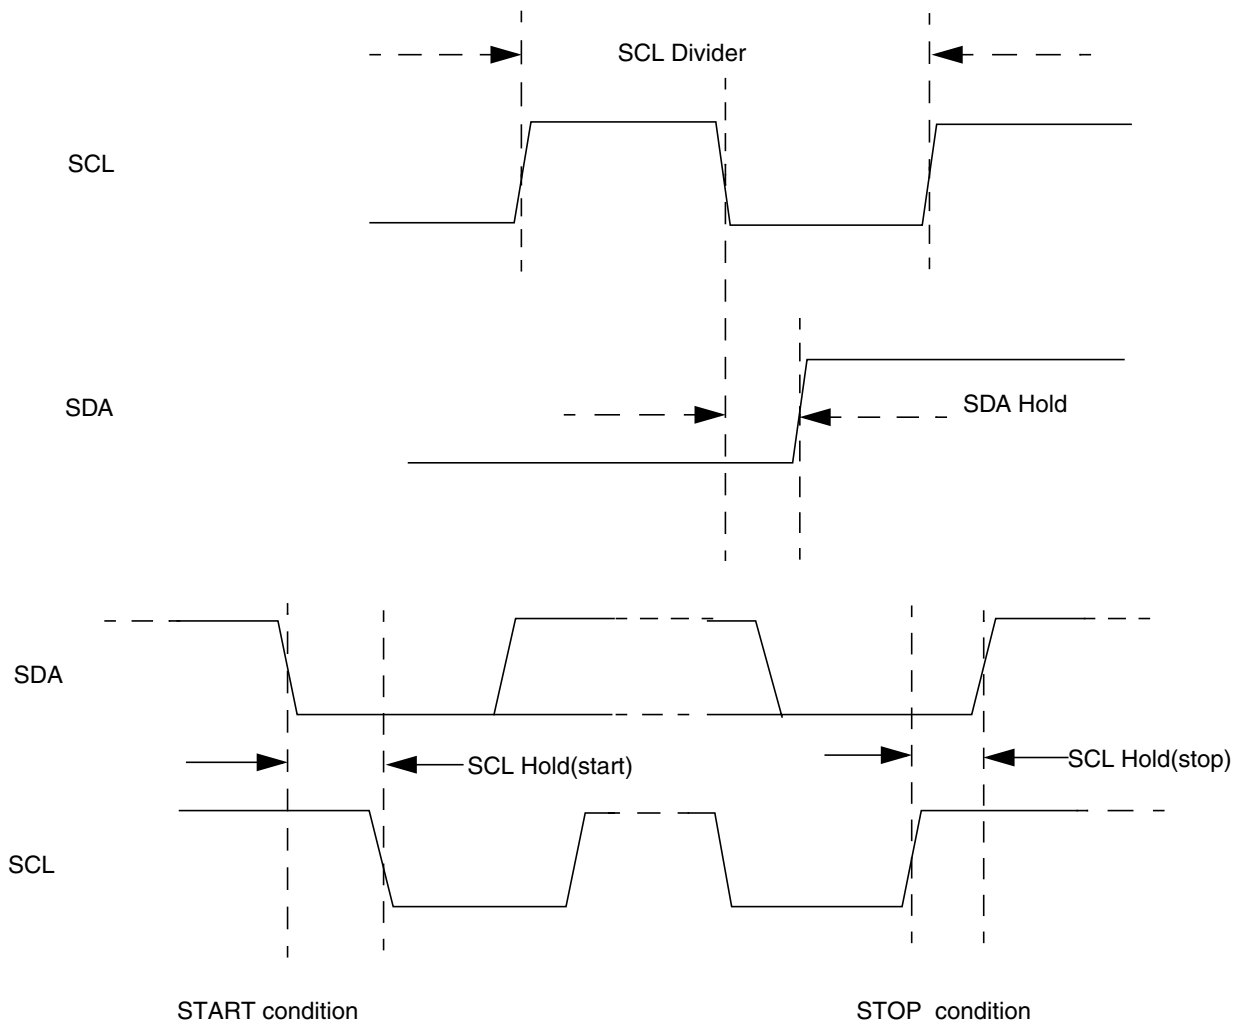 SCL Divider
SCL
SDA
SDA Hold
SDA
SCL Hold(start)
SCL Hold(stop)
SCL
START condition
STOP condition